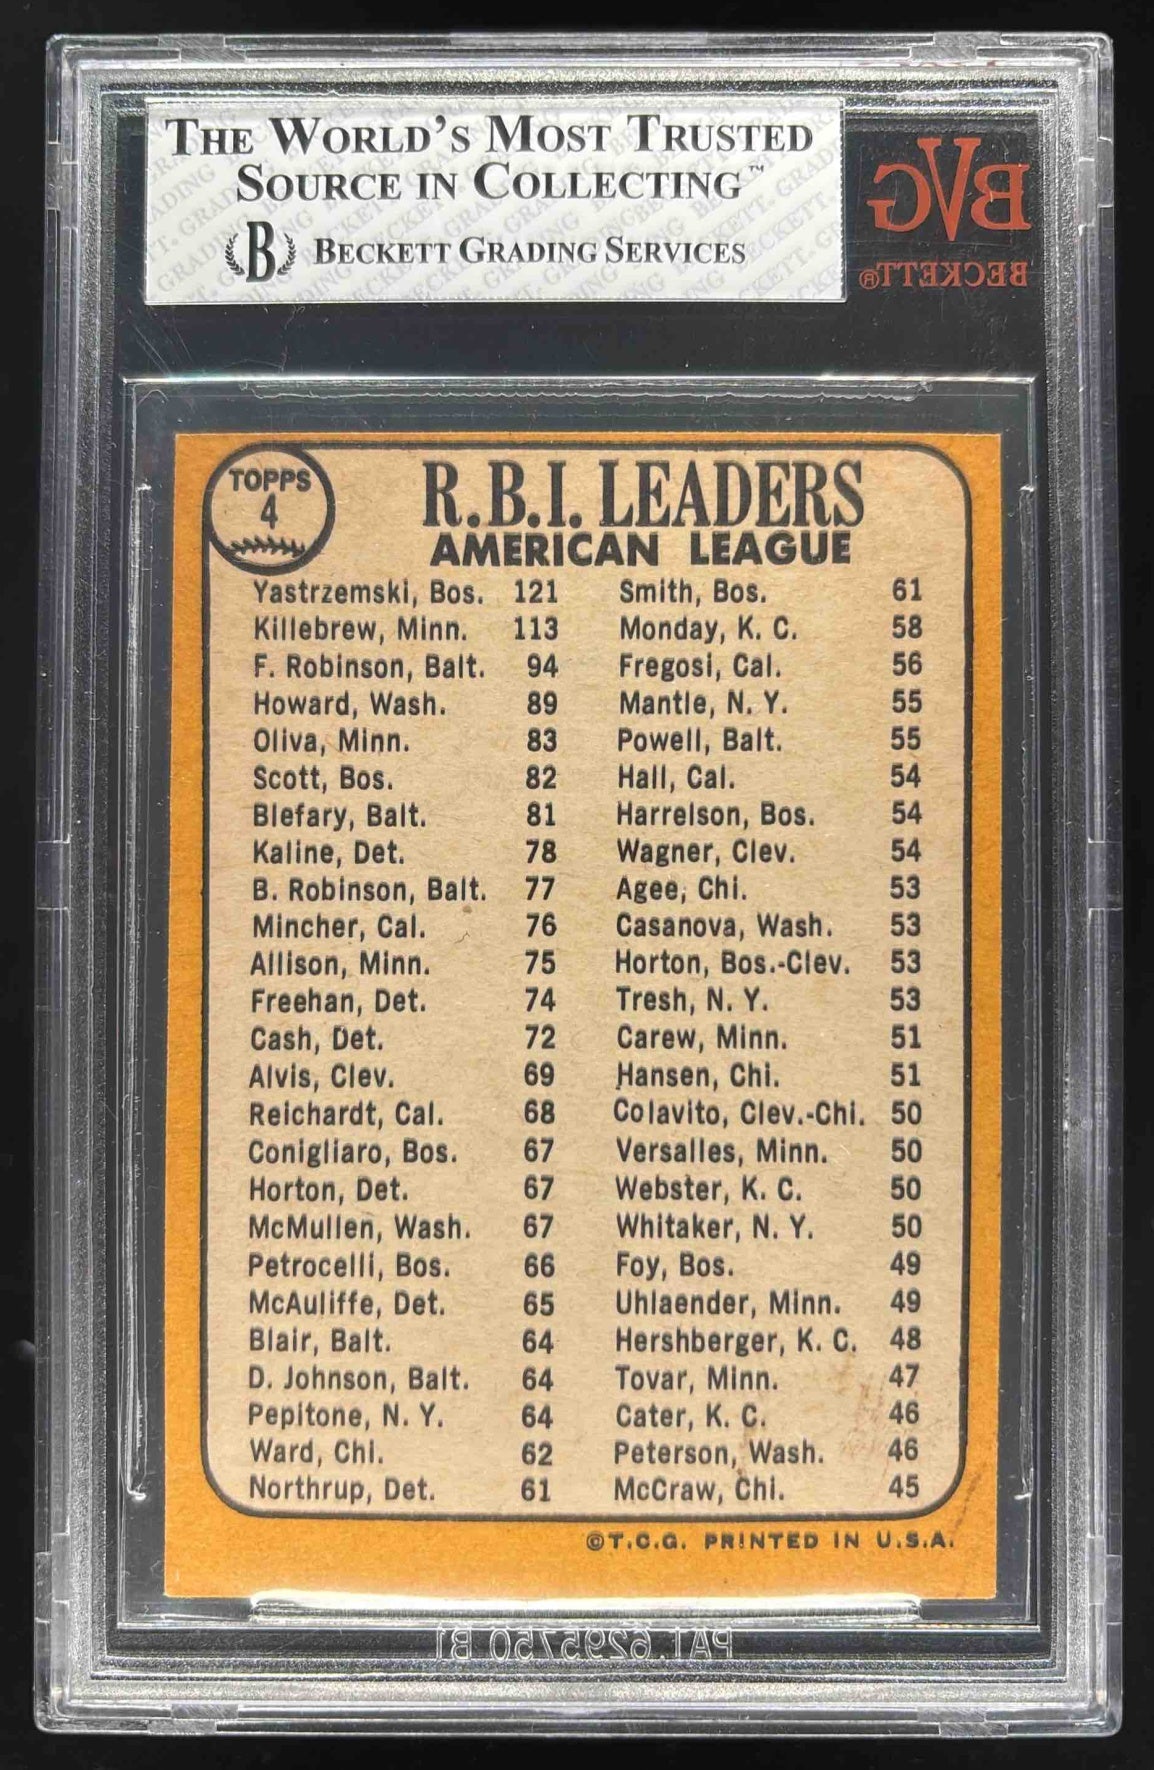 THE WORLD'S MOST TRUSTED
SOURCE IN COLLECTING™
B BECKETT GRADING SERVICES
BVG
BECKETT®
TOPPS
4
R.B.I. LEADERS
AMERICAN LEAGUE
Yastrzemski, Bos. 121
Killebrew, Minn. 113
F. Robinson, Balt. 94
Howard, Wash. 89
Oliva, Minn. 83
Scott, Bos. 82
Blefary, Balt. 81
Kaline, Det. 78
B. Robinson, Balt. 77
Mincher, Cal. 76
Allison, Minn. 75
Freehan, Det. 74
Cash, Det. 72
Alvis, Clev. 69
Reichardt, Cal. 68
Conigliaro, Bos. 67
Horton, Det. 67
McMullen, Wash. 67
Petrocelli, Bos. 66
McAuliffe, Det. 65
Blair, Balt. 64
D. Johnson, Balt. 64
Pepitone, N. Y. 64
Ward, Chi. 62
Northrup, Det. 61
Smith, Bos. 61
Monday, K. C. 58
Fregosi, Cal. 56
Mantle, N. Y. 55
Powell, Balt. 55
Hall, Cal. 54
Harrelson, Bos. 54
Wagner, Clev. 54
Agee, Chi. 53
Casanova, Wash. 53
Horton, Bos.-Clev. 53
Tresh, N. Y. 53
Carew, Minn. 51
Hansen, Chi. 51
Colavito, Clev.-Chi. 50
Versalles, Minn. 50
Webster, K. C. 50
Whitaker, N. Y. 50
Foy, Bos. 49
Uhlaender, Minn. 49
Hershberger, K. C. 48
Tovar, Minn. 47
Cater, K. C. 46
Peterson, Wash. 46
McCraw, Chi. 45
©T.C.G. PRINTED IN U.S.A.
PAT.6295750 B1